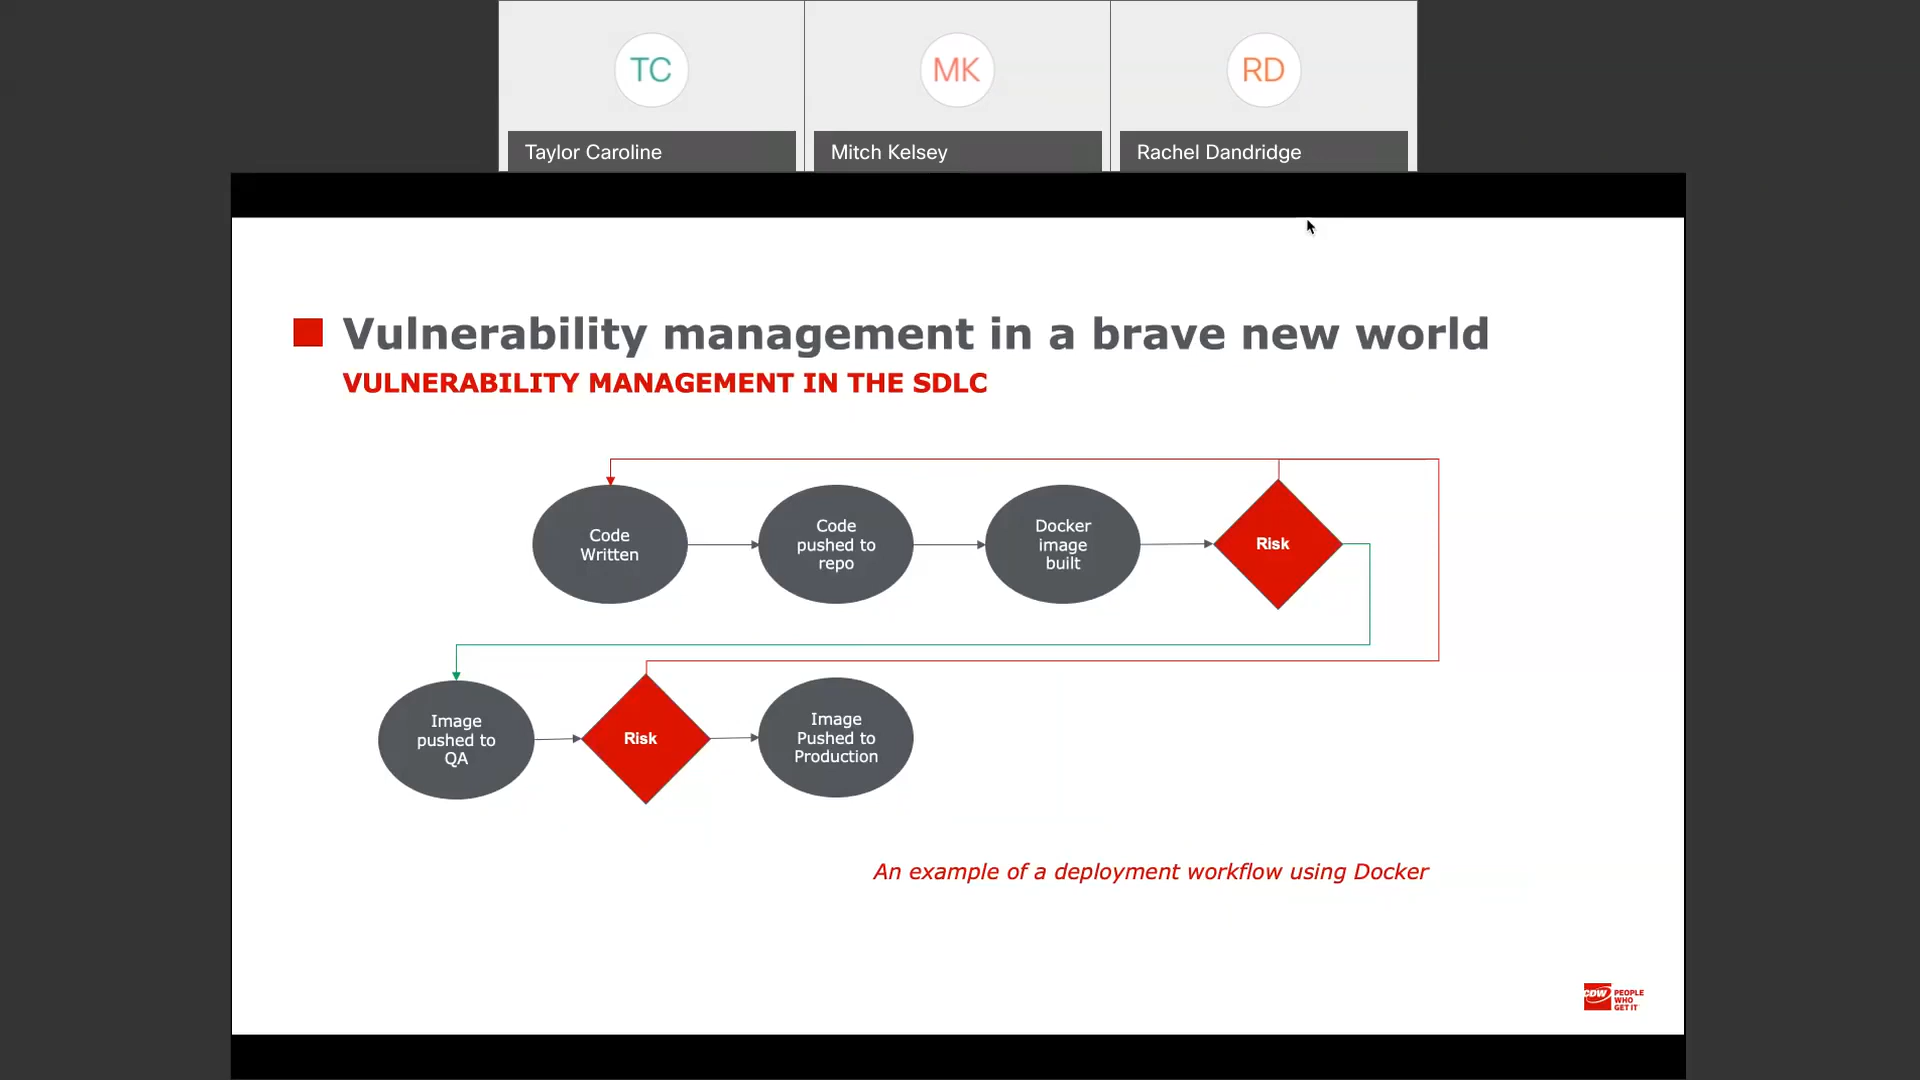 TC
MK
RD
Taylor Caroline
Mitch Kelsey
Rachel Dandridge
Vulnerability management in a brave new world
VULNERABILITY MANAGEMENT IN THE SDLC
Code
Written
Code
pushed to
repo
Docker
image
built
Risk
Image
pushed to
QA
Risk
Image
Pushed to
Production
An example of a deployment workflow using Docker
CDW
PEOPLE
WHO
GET IT